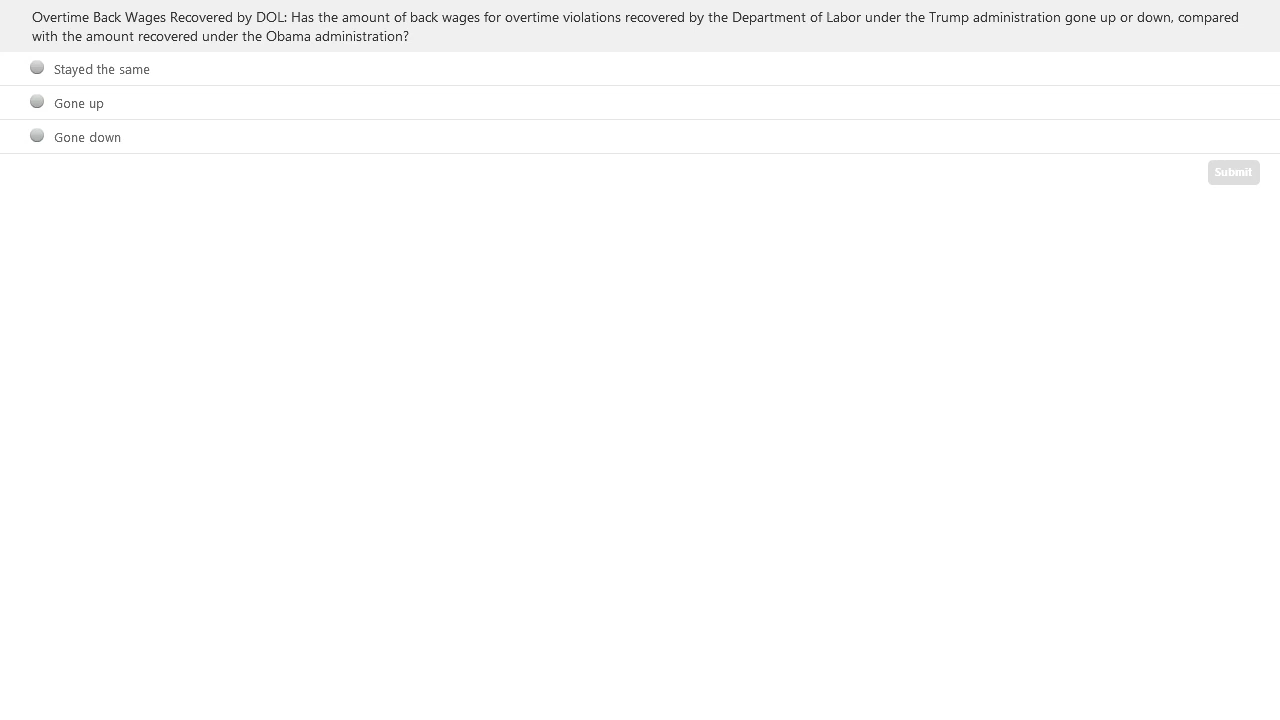 Overtime Back Wages Recovered by DOL: Has the amount of back wages for overtime violations recovered by the Department of Labor under the Trump administration gone up or down, compared
with the amount recovered under the Obama administration?
Stayed the same
Gone up
Gone down
Submit